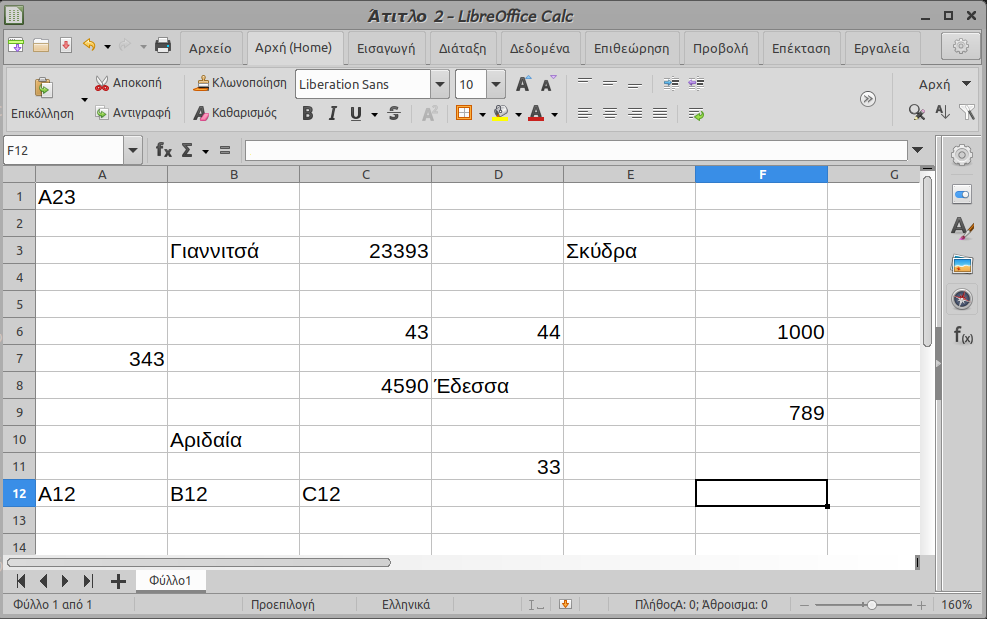 Άτιτλο 2 - LibreOffice Calc
Αρχείο Αρχή (Home) Εισαγωγή Διάταξη Δεδομένα Επιθεώρηση Προβολή Επέκταση Εργαλεία
Επικόλληση Αποκοπή Κλωνοποίηση Liberation Sans 10 Αρχή
Αντιγραφή Καθαρισμός
F12
A B C D E F G
1 A23
2
3 Γιαννιτσά 23393 Σκύδρα
4
5
6 43 44 1000
7 343
8 4590 Έδεσσα
9 789
10 Αριδαία
11 33
12 A12 B12 C12
13
14
Φύλλο1
Φύλλο 1 από 1 Προεπιλογή Ελληνικά ΠλήθοςΑ: 0; Άθροισμα: 0 160%